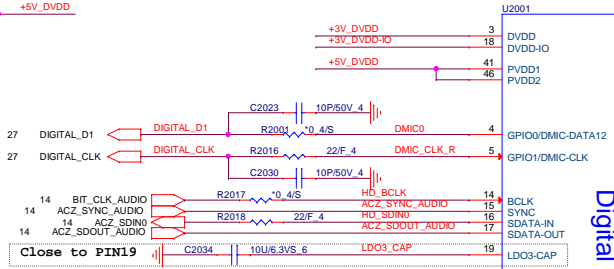 +5V_DVDD
U2001
+3V_DVDD 3 DVDD
+3V_DVDD-IO 18 DVDD-IO
+5V_DVDD 41 PVDD1
46 PVDD2
C2023 10P/50V_4
27 DIGITAL_D1 DIGITAL_D1 R2001 *0_4/S DMIC0 4 GPIO0/DMIC-DATA12
27 DIGITAL_CLK DIGITAL_CLK R2016 22/F_4 DMIC_CLK_R 5 GPIO1/DMIC-CLK
C2030 10P/50V_4
14 BIT_CLK_AUDIO R2017 *0_4/S HD_BCLK 14 BCLK
14 ACZ_SYNC_AUDIO ACZ_SYNC_AUDIO 15 SYNC
14 ACZ_SDIN0 R2018 22/F_4 HD_SDIN0 16 SDATA-IN
14 ACZ_SDOUT_AUDIO ACZ_SDOUT_AUDIO 17 SDATA-OUT
Close to PIN19 C2034 10U/6.3VS_6 LDO3_CAP 19 LDO3-CAP
Digital